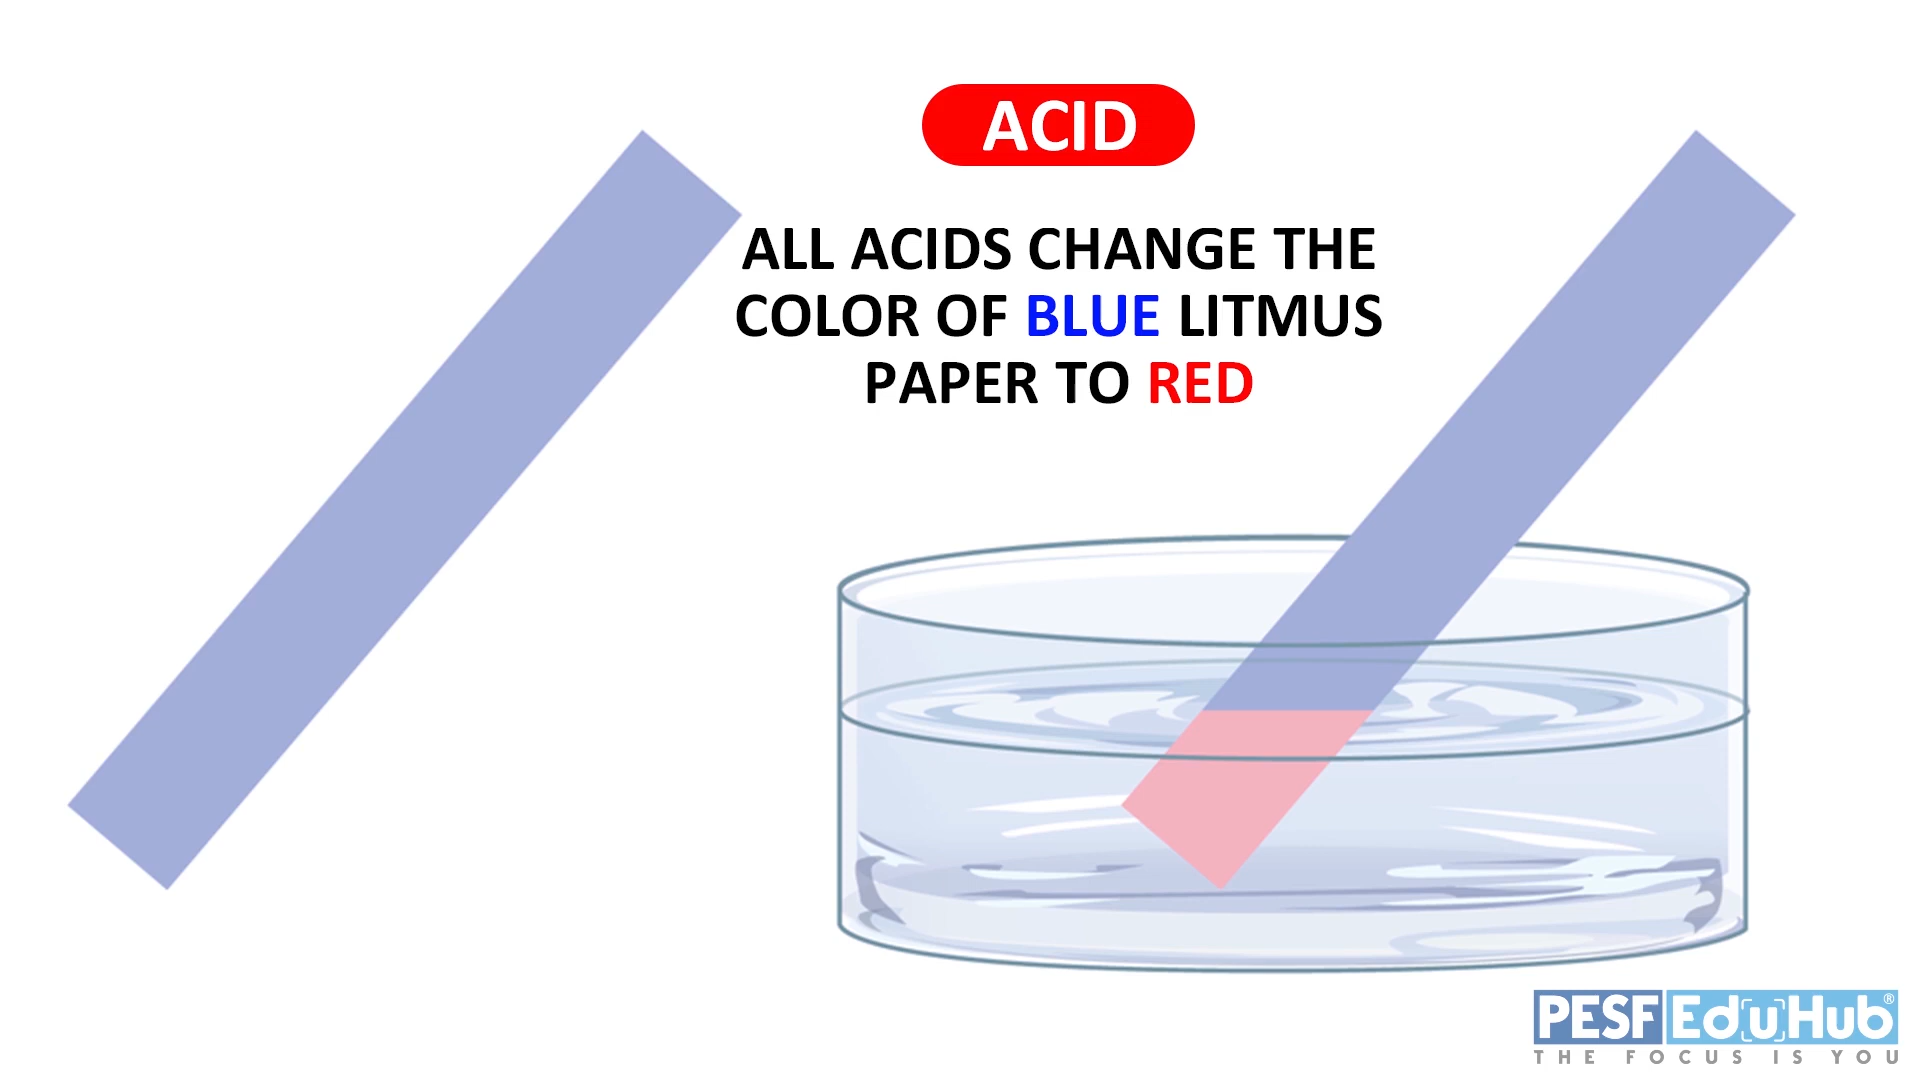 ACID
ALL ACIDS CHANGE THE
COLOR OF BLUE LITMUS
PAPER TO RED
PESF EduHub®
THE FOCUS IS YOU